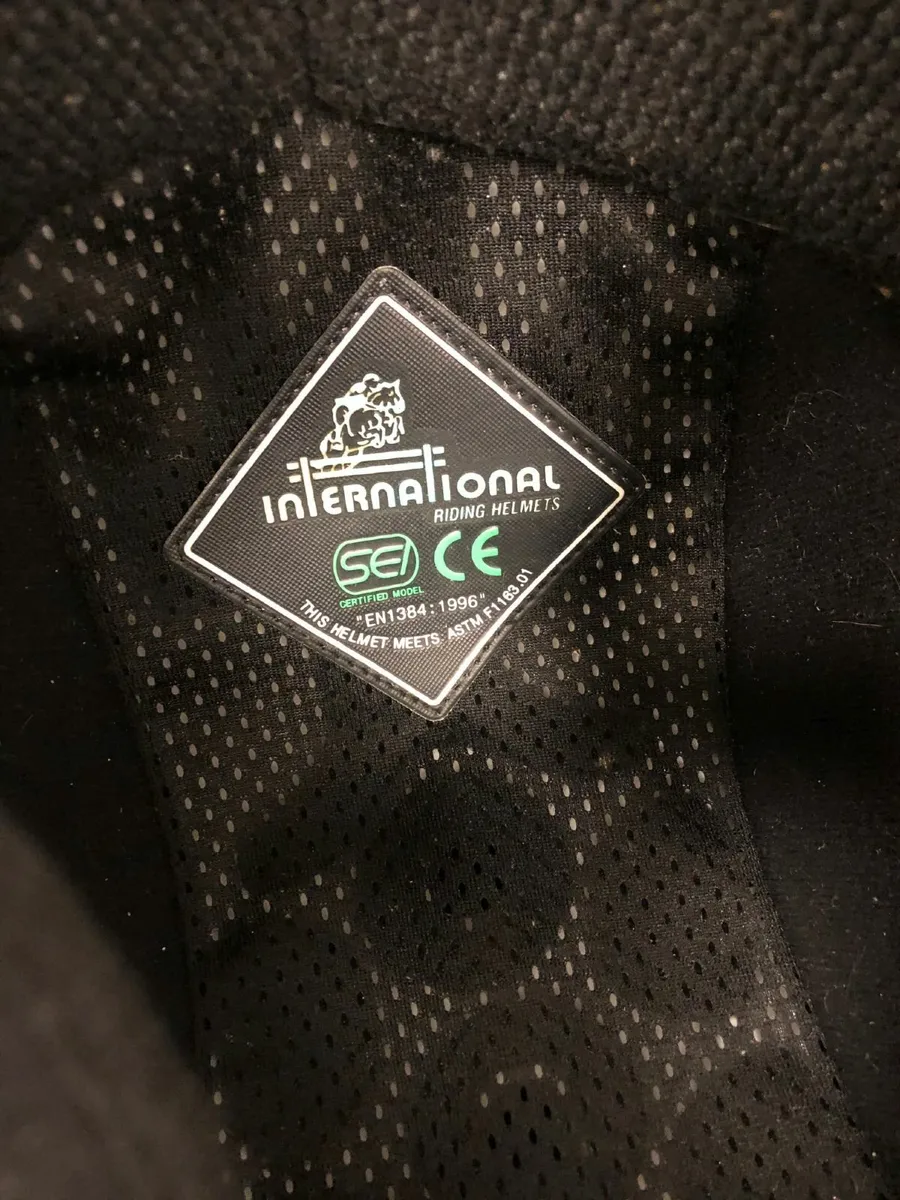 INTERNATIONAL
RIDING HELMETS
SEI CE
CERTIFIED MODEL
"EN1384:1996"
THIS HELMET MEETS ASTM F1163.01